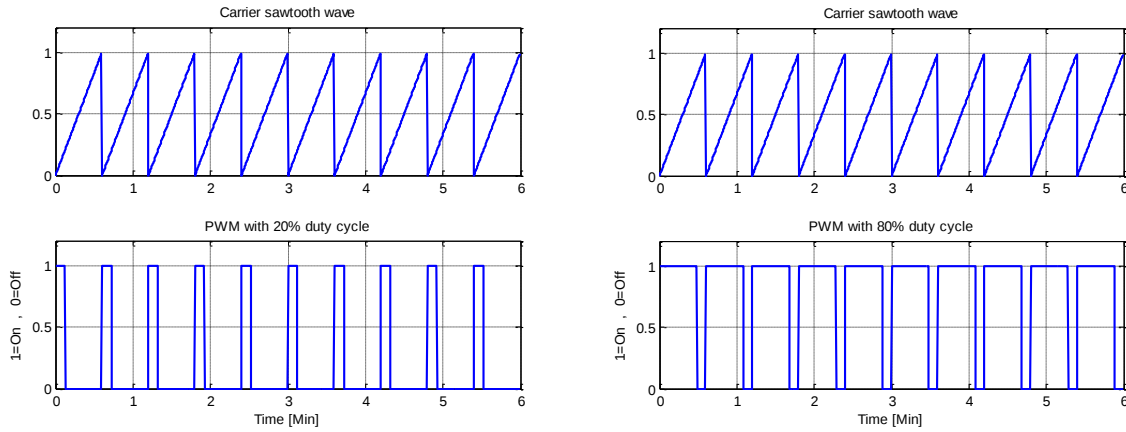 Carrier sawtooth wave
1
0.5
0
0 1 2 3 4 5 6
PWM with 20% duty cycle
1=On , 0=Off
1
0.5
0
0 1 2 3 4 5 6
Time [Min]
Carrier sawtooth wave
1
0.5
0
0 1 2 3 4 5 6
PWM with 80% duty cycle
1=On , 0=Off
1
0.5
0
0 1 2 3 4 5 6
Time [Min]